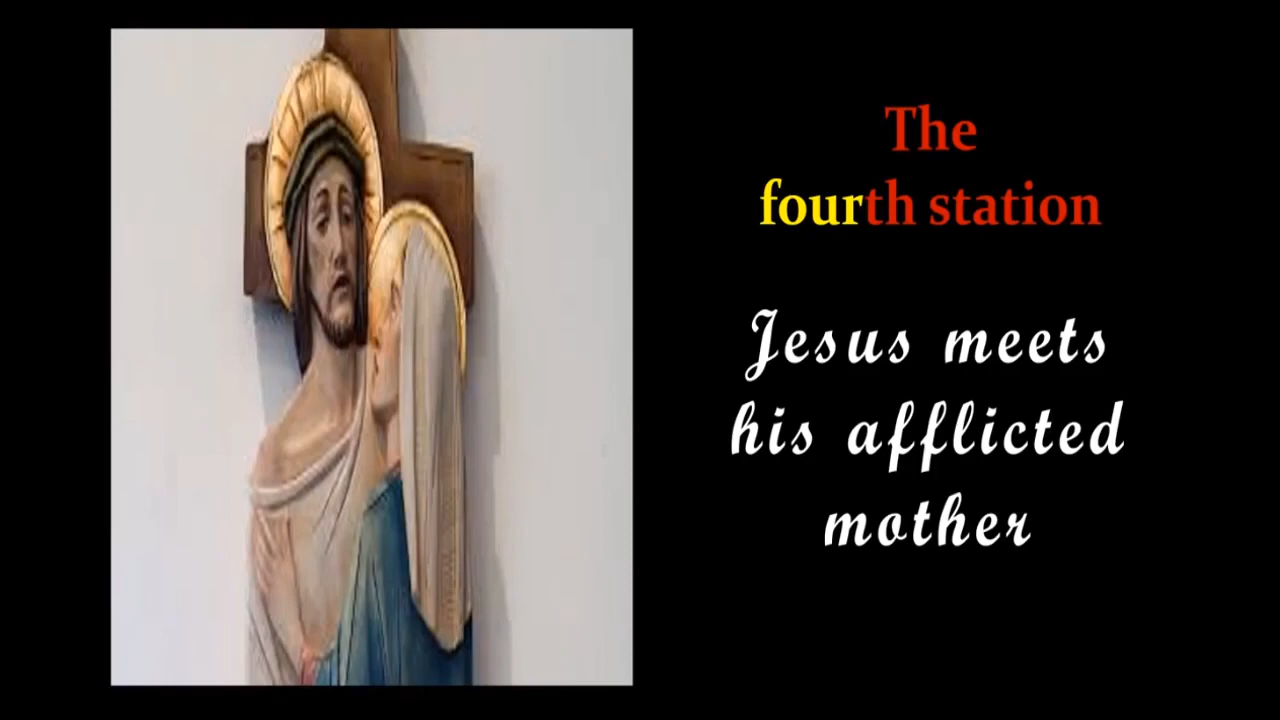 The
fourth station
Jesus meets
his afflicted
mother